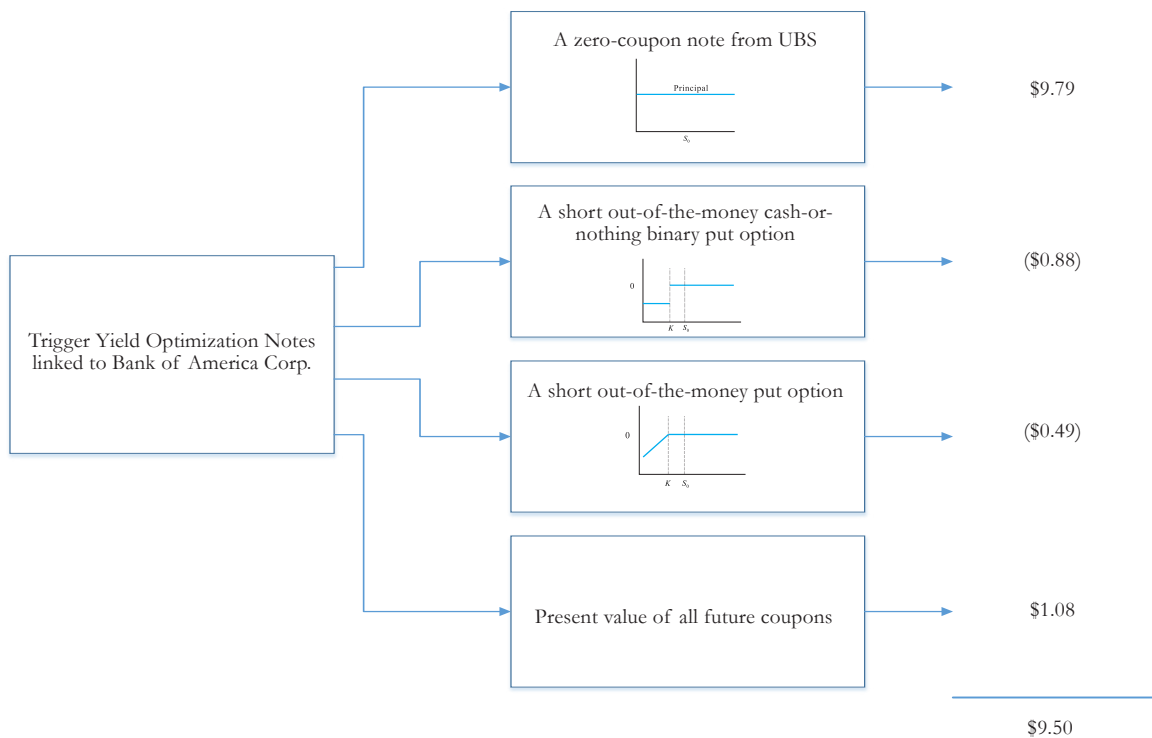 A zero-coupon note from UBS
Principal
S₀
$9.79
A short out-of-the-money cash-or-
nothing binary put option
0
K S₀
($0.88)
Trigger Yield Optimization Notes
linked to Bank of America Corp.
A short out-of-the-money put option
0
K S₀
($0.49)
Present value of all future coupons
$1.08
$9.50